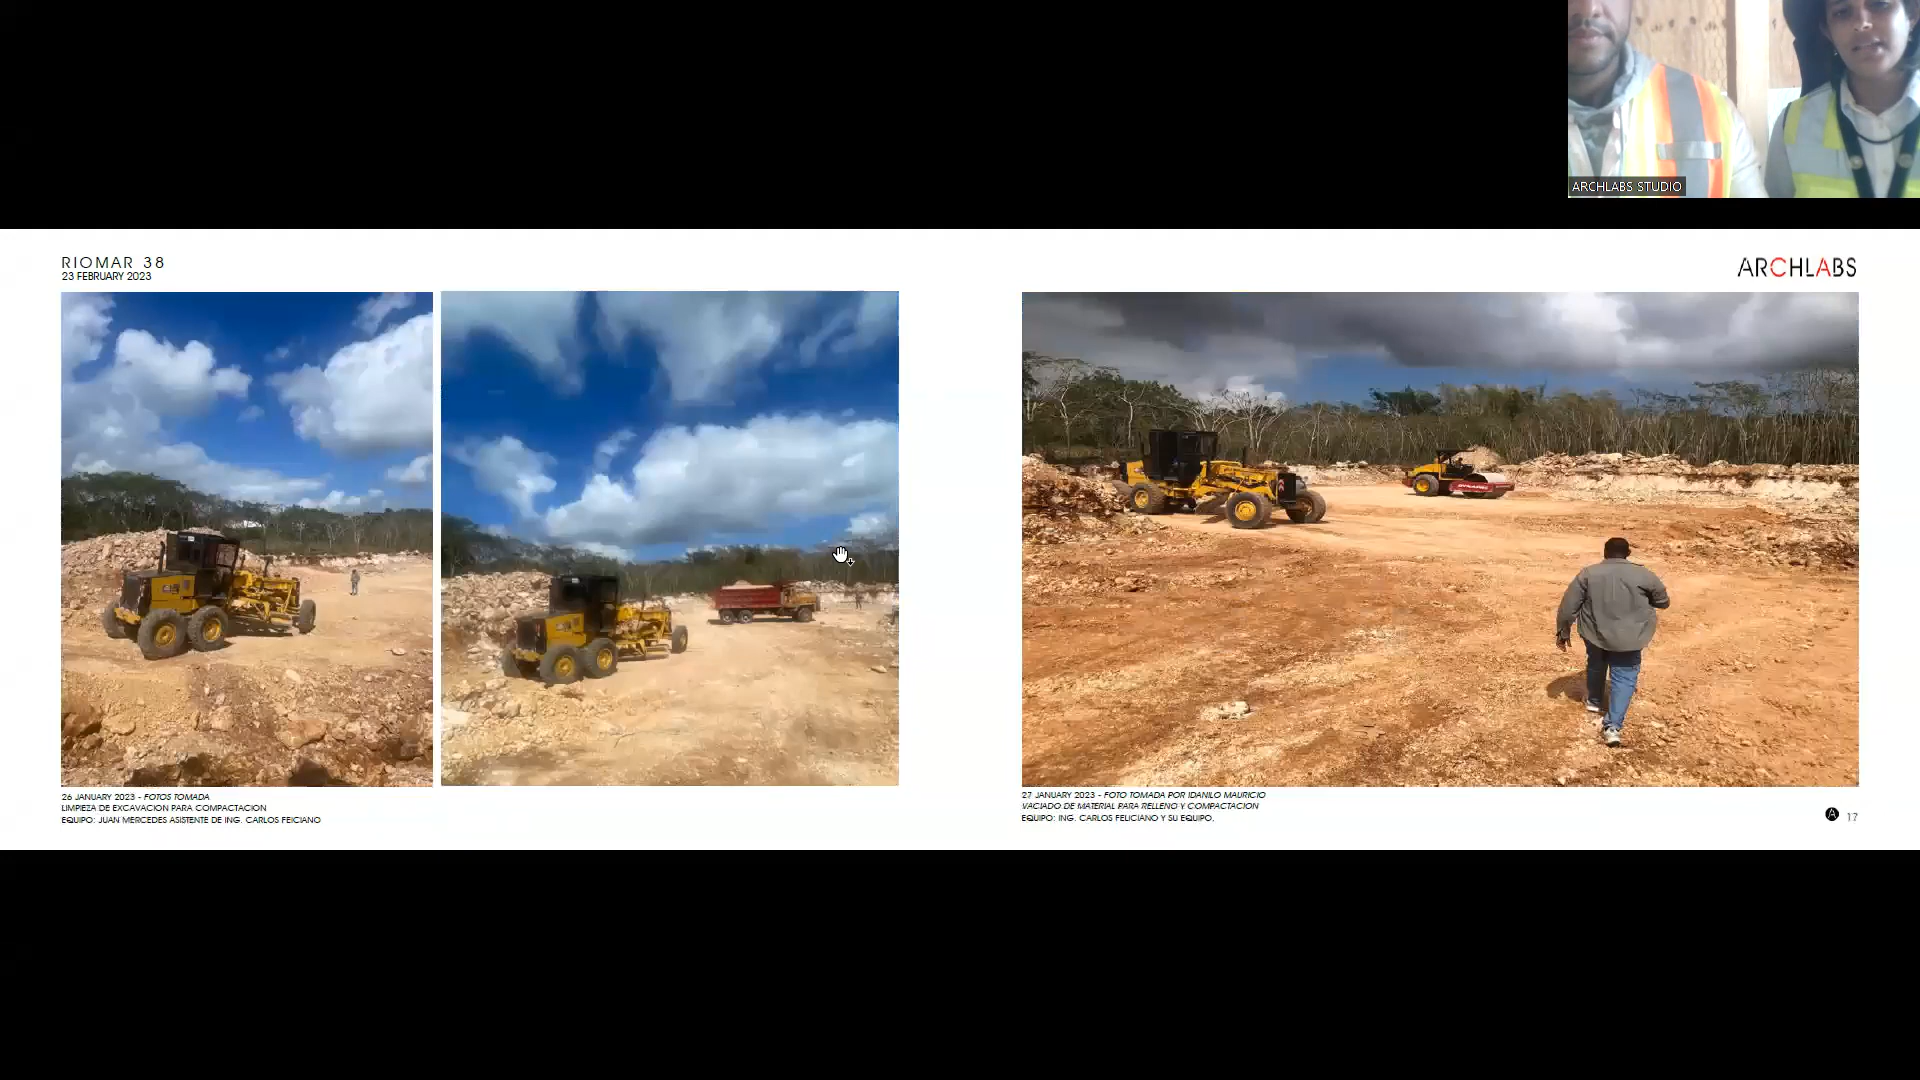 ARCHLABS STUDIO
RIOMAR 38
23 FEBRUARY 2023
ARCHLABS
26 JANUARY 2023 - FOTOS TOMADA
LIMPIEZA DE EXCAVACION PARA COMPACTACION
EQUIPO: JUAN MERCEDES ASISTENTE DE ING. CARLOS FEICIANO
27 JANUARY 2023 - FOTO TOMADA POR IDANILO MAURICIO
VACIADO DE MATERIAL PARA RELLENO Y COMPACTACION
EQUIPO: ING. CARLOS FELICIANO Y SU EQUIPO,
A 17